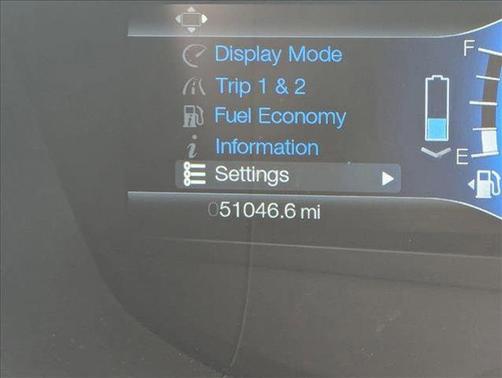 Display Mode
Trip 1 & 2
Fuel Economy
Information
Settings
051046.6 mi
F
E